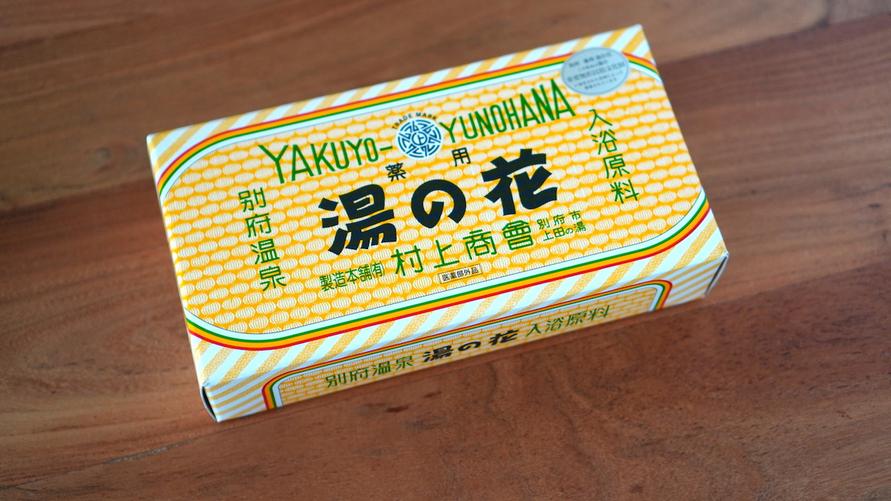 YAKUYO-YUNOHANA
TRADE MARK
上
薬用
別府温泉
湯の花
入浴原料
製造本舗有村上商會
別府市
上田の湯
医薬部外品
別府温泉 湯の花 入浴原料